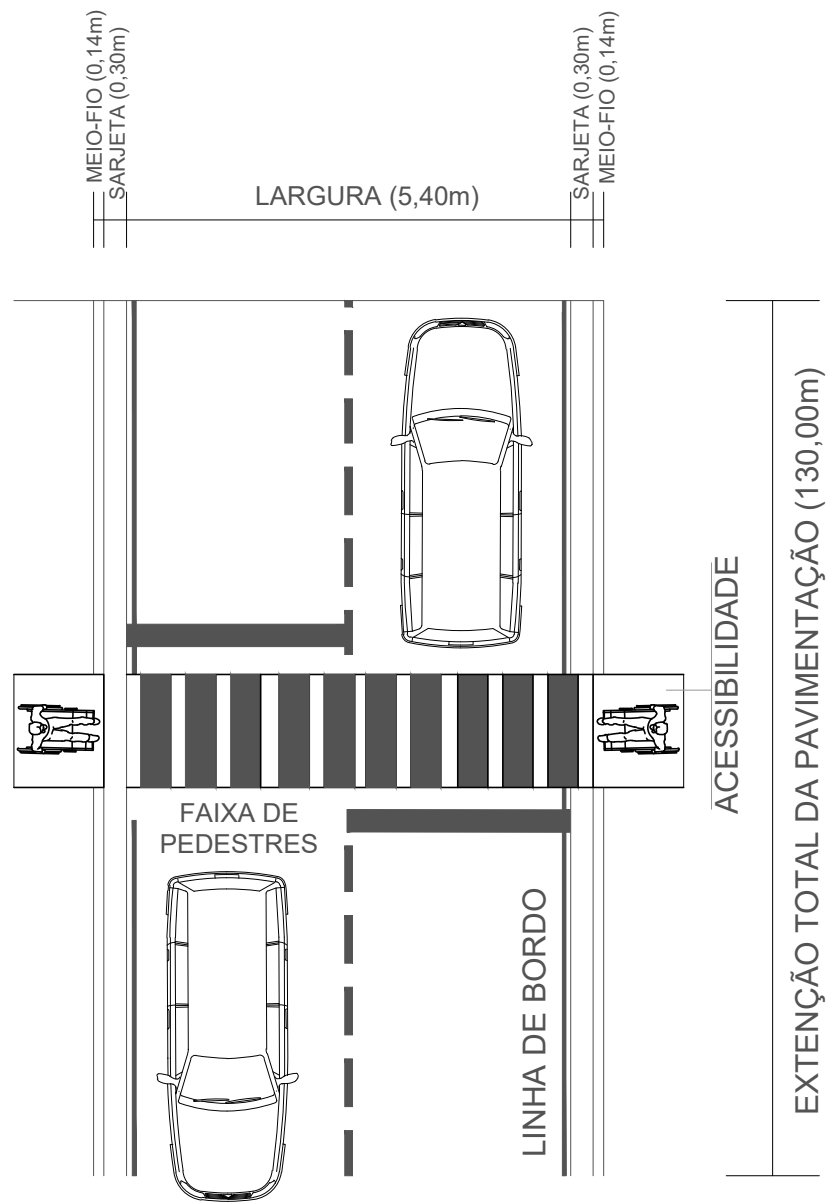 MEIO-FIO (0,14m)
SARJETA (0,30m)
LARGURA (5,40m)
SARJETA (0,30m)
MEIO-FIO (0,14m)
ACESSIBILIDADE
EXTENÇÃO TOTAL DA PAVIMENTAÇÃO (130,00m)
FAIXA DE
PEDESTRES
LINHA DE BORDO